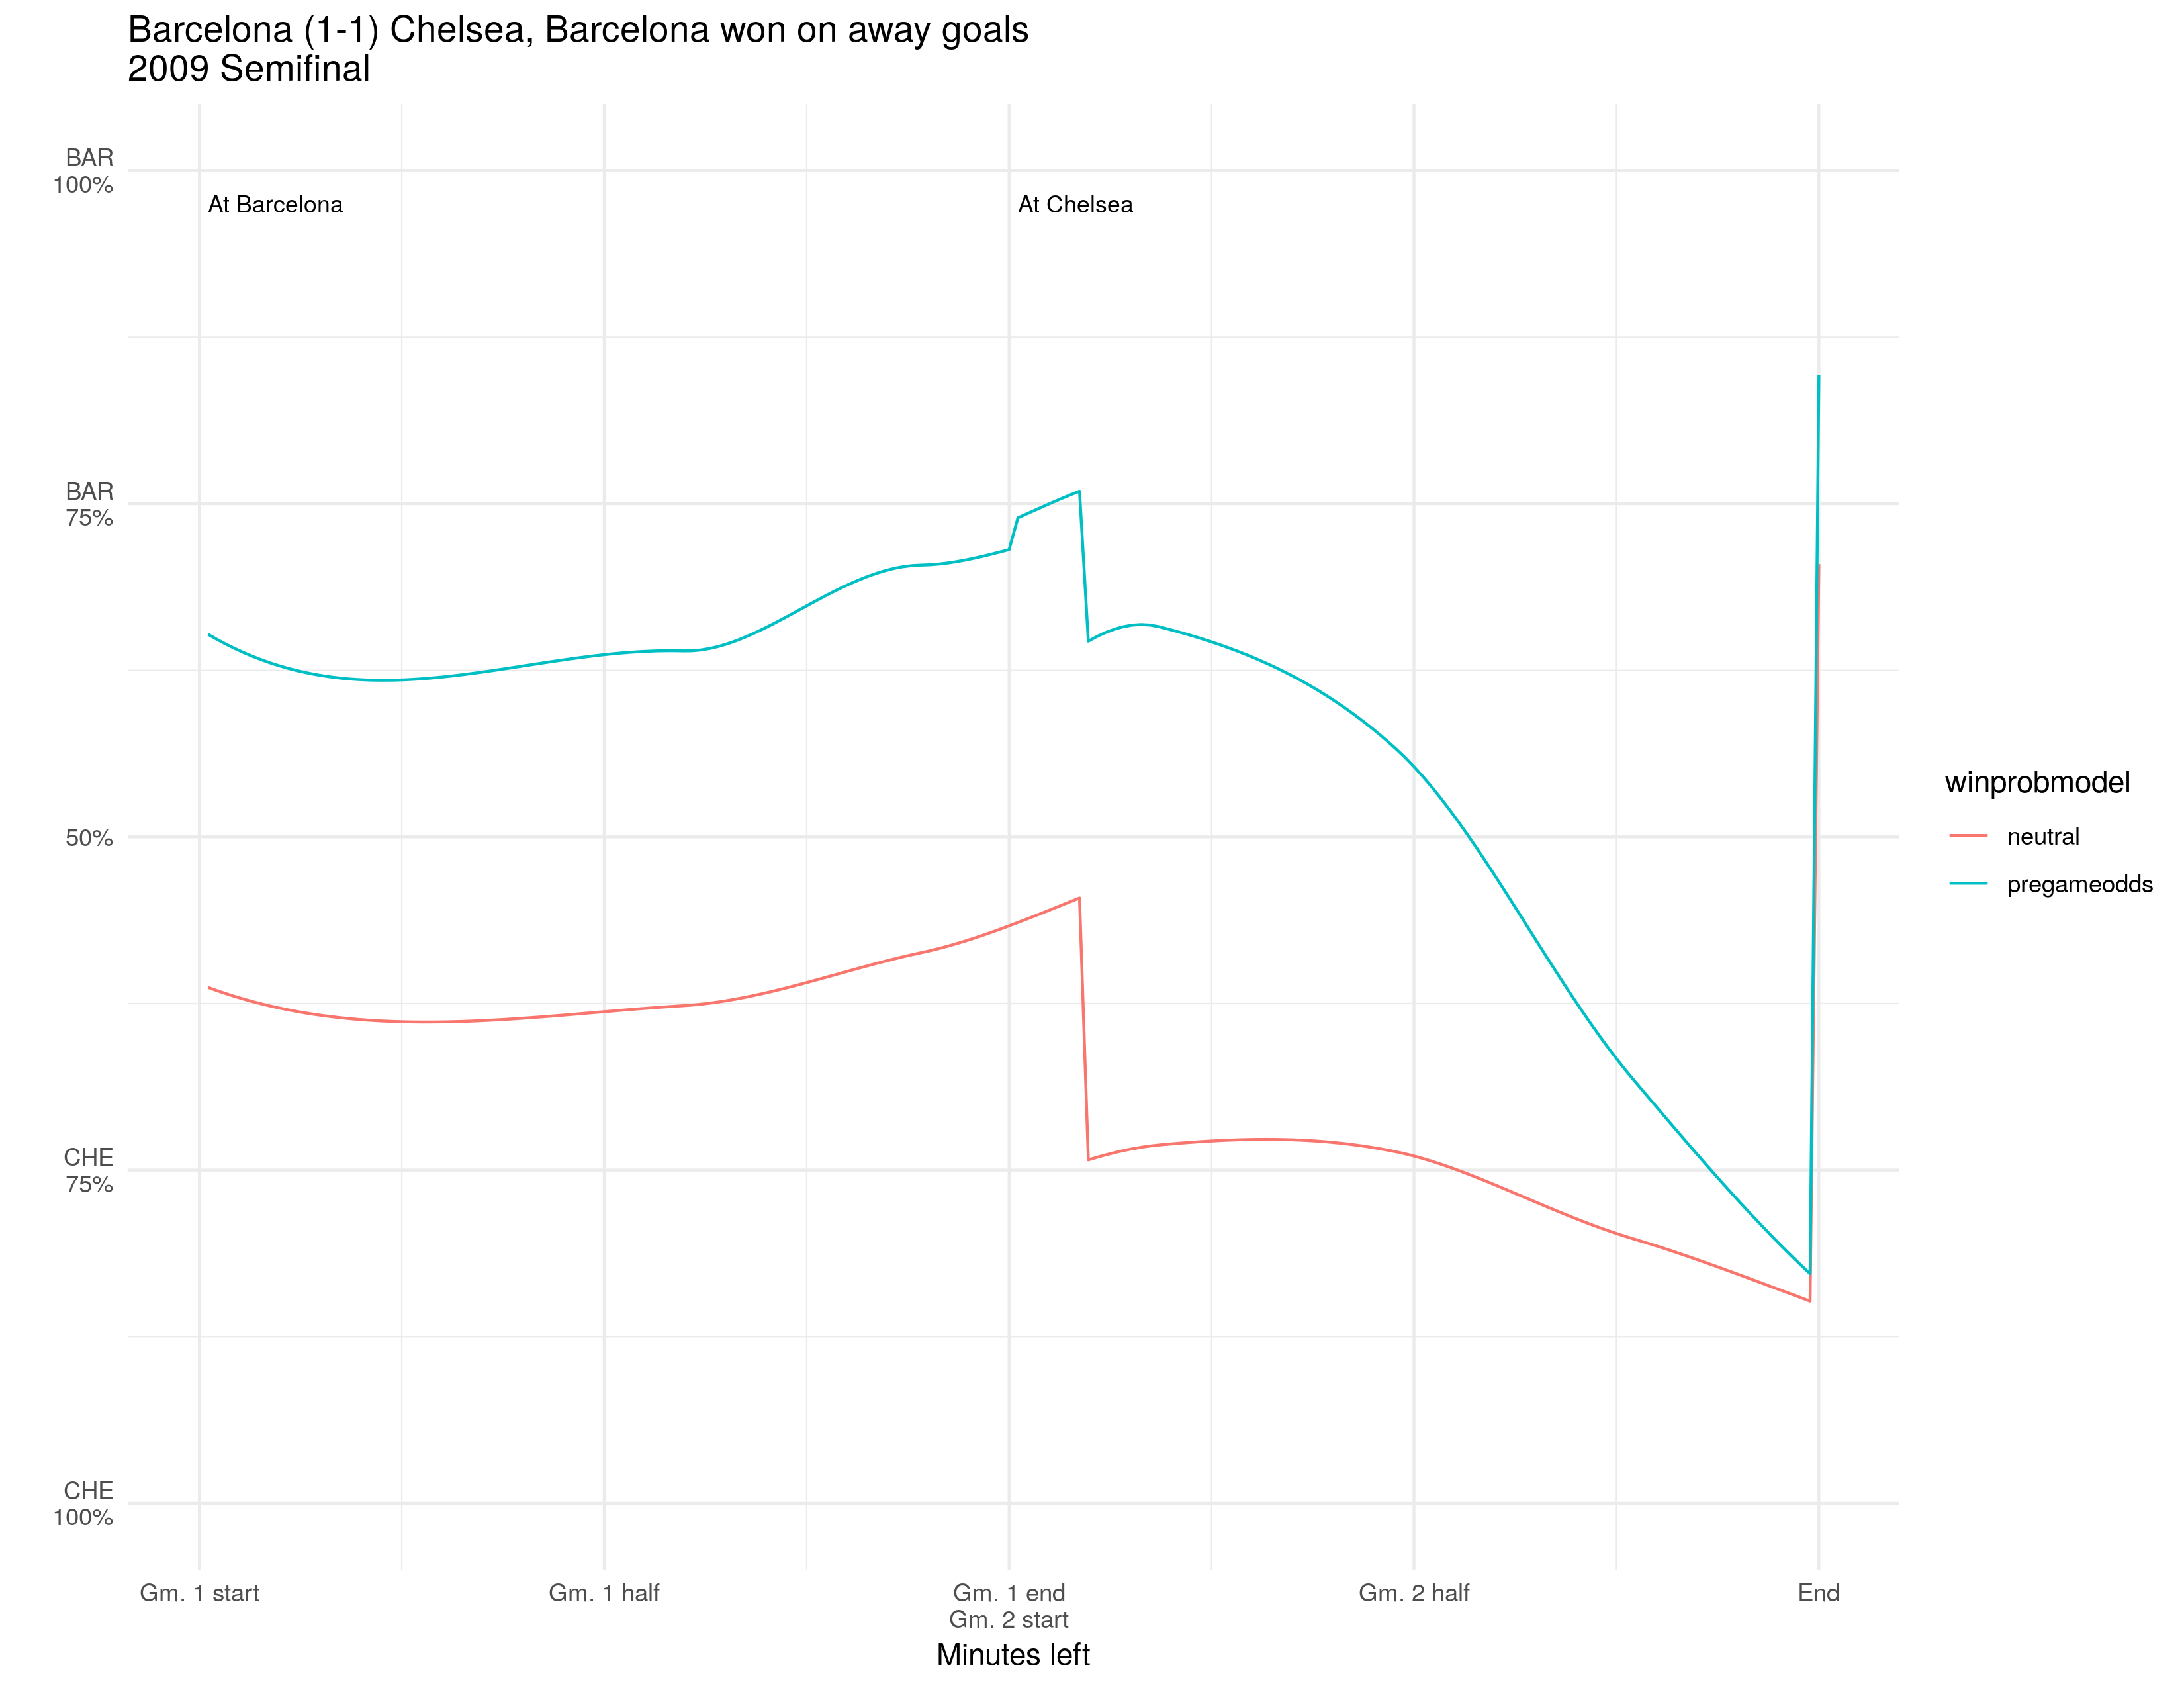 Barcelona (1-1) Chelsea, Barcelona won on away goals
2009 Semifinal
BAR
100%
At Barcelona
At Chelsea
BAR
75%
50%
CHE
75%
CHE
100%
winprobmodel
neutral
pregameodds
Gm. 1 start
Gm. 1 half
Gm. 1 end
Gm. 2 start
Gm. 2 half
End
Minutes left